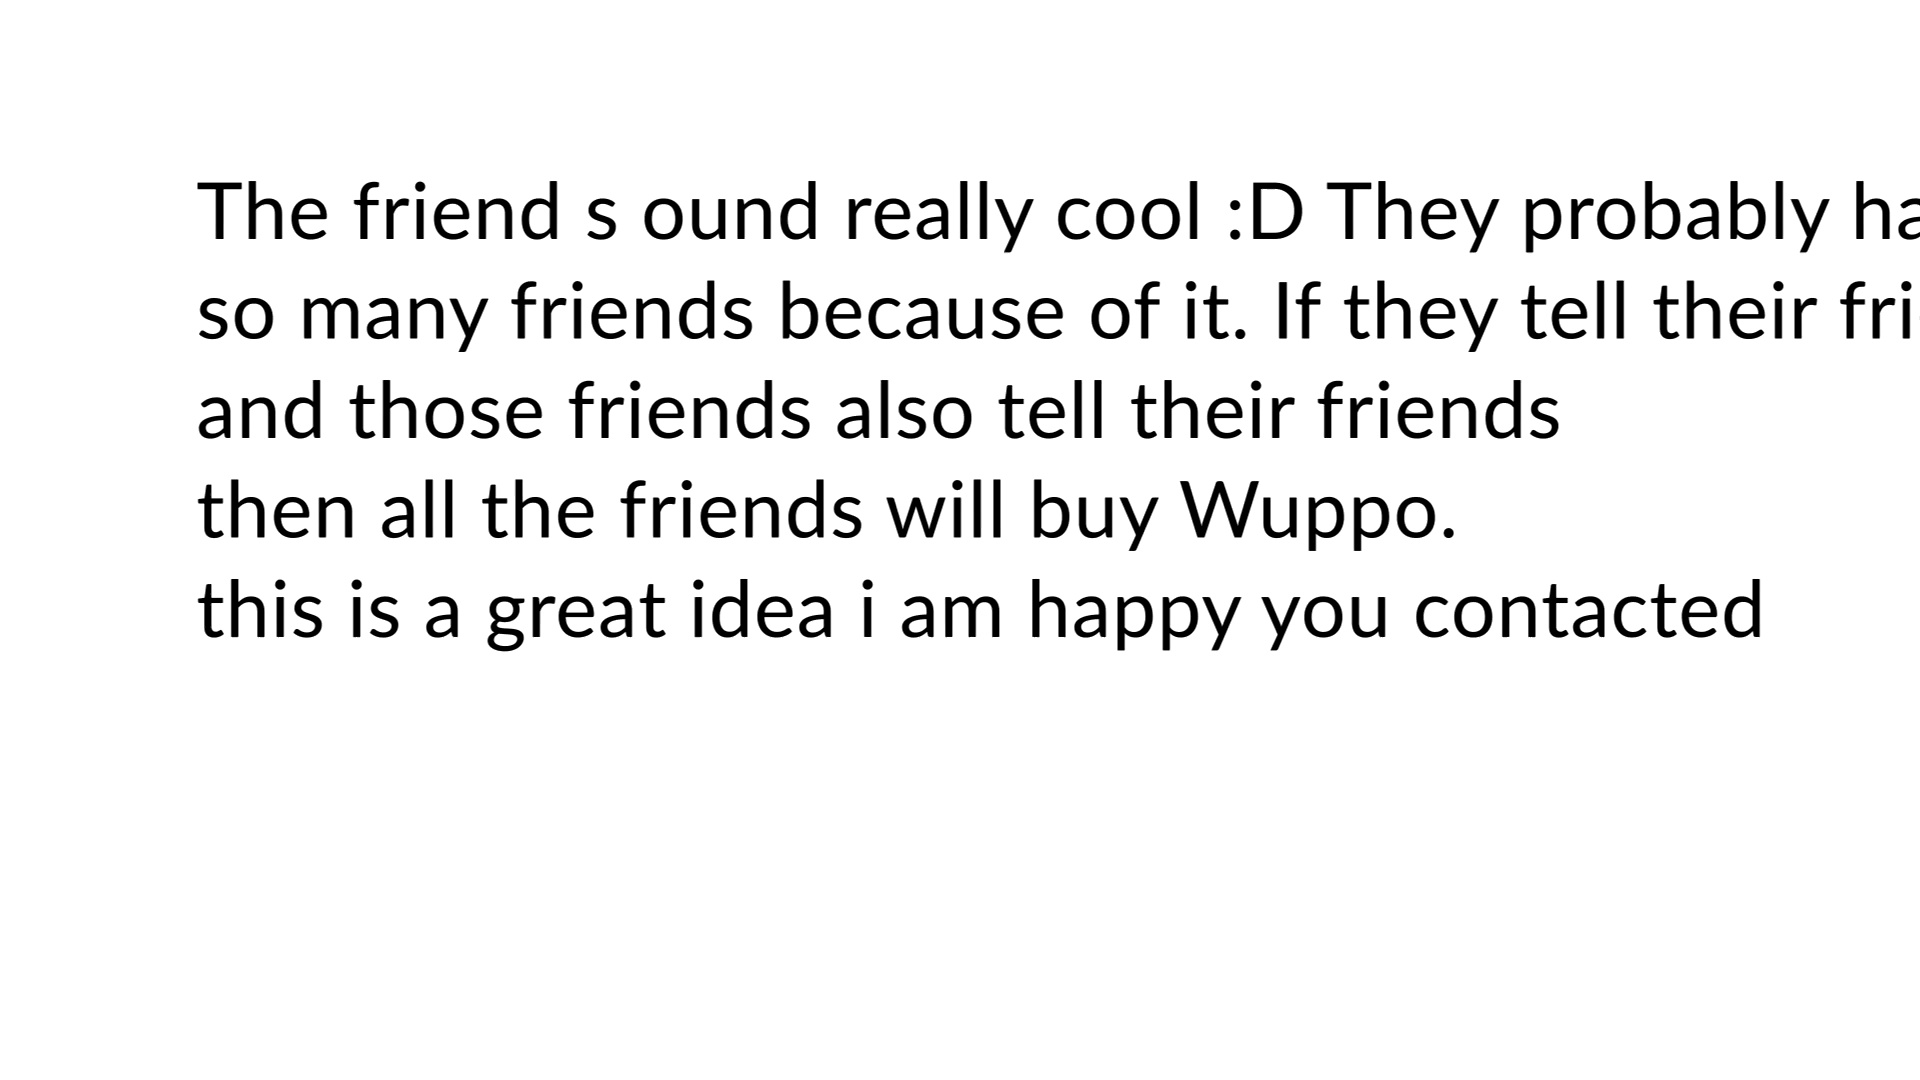 The friend s ound really cool :D They probably ha
so many friends because of it. If they tell their
and those friends also tell their friends
then all the friends will buy Wuppo.
this is a great idea i am happy you contacted